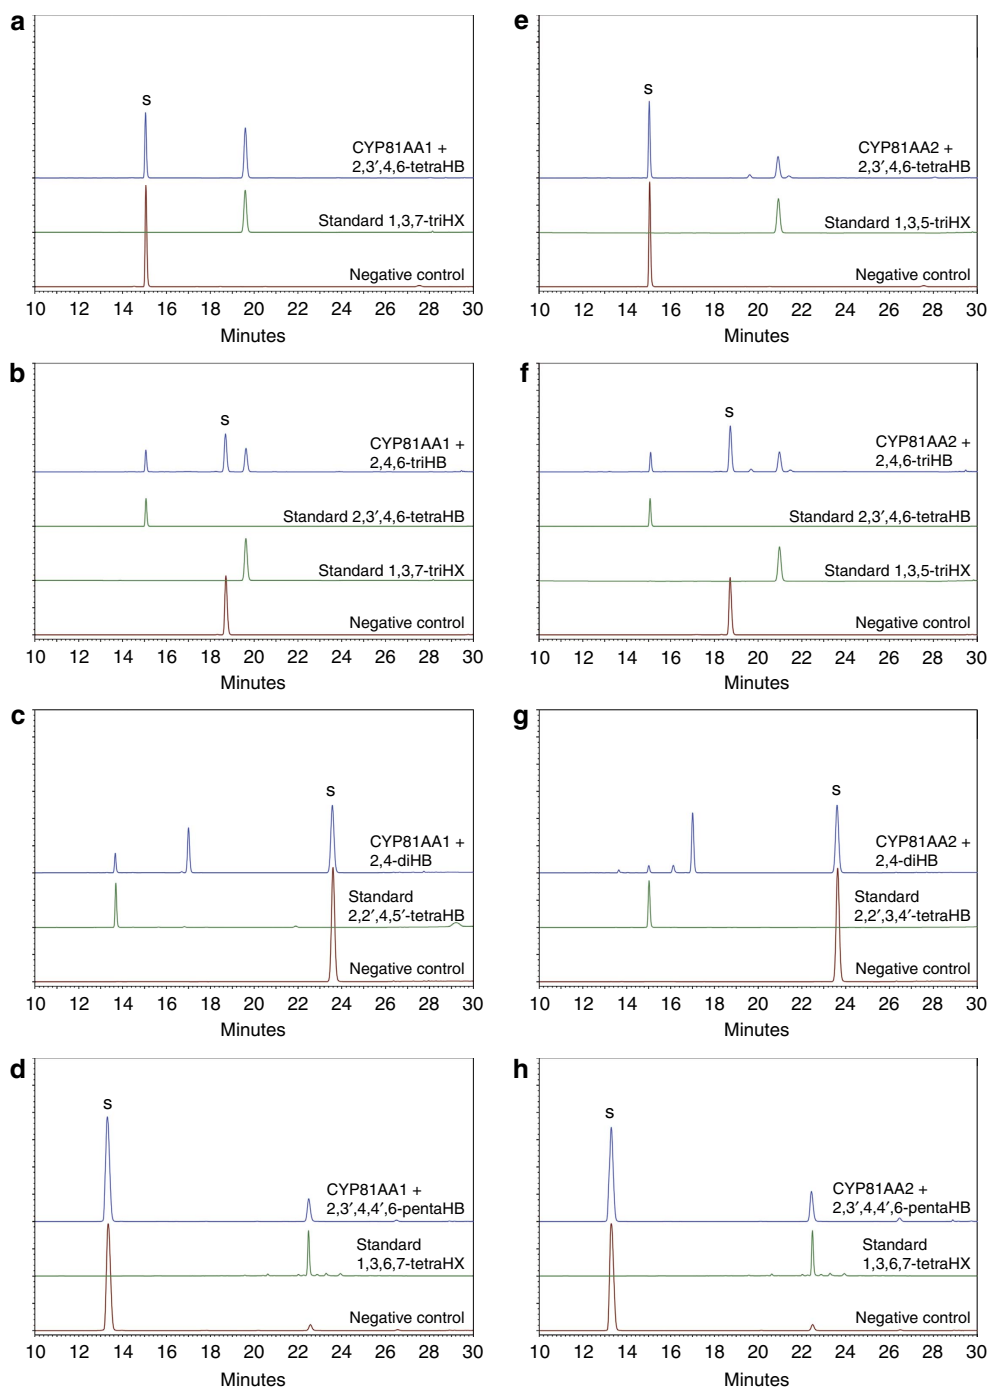 a
s
CYP81AA1 +
2,3′,4,6-tetraHB
Standard 1,3,7-triHX
Negative control
10 12 14 16 18 20 22 24 26 28 30
Minutes
b
s
CYP81AA1 +
2,4,6-triHB
Standard 2,3′,4,6-tetraHB
Standard 1,3,7-triHX
Negative control
10 12 14 16 18 20 22 24 26 28 30
Minutes
c
s
CYP81AA1 +
2,4-diHB
Standard
2,2′,4,5′-tetraHB
Negative control
10 12 14 16 18 20 22 24 26 28 30
Minutes
d
s
CYP81AA1 +
2,3′,4,4′,6-pentaHB
Standard
1,3,6,7-tetraHX
Negative control
10 12 14 16 18 20 22 24 26 28 30
Minutes
e
s
CYP81AA2 +
2,3′,4,6-tetraHB
Standard 1,3,5-triHX
Negative control
10 12 14 16 18 20 22 24 26 28 30
Minutes
f
s
CYP81AA2 +
2,4,6-triHB
Standard 2,3′,4,6-tetraHB
Standard 1,3,5-triHX
Negative control
10 12 14 16 18 20 22 24 26 28 30
Minutes
g
s
CYP81AA2 +
2,4-diHB
Standard
2,2′,3,4′-tetraHB
Negative control
10 12 14 16 18 20 22 24 26 28 30
Minutes
h
s
CYP81AA2 +
2,3′,4,4′,6-pentaHB
Standard
1,3,6,7-tetraHX
Negative control
10 12 14 16 18 20 22 24 26 28 30
Minutes